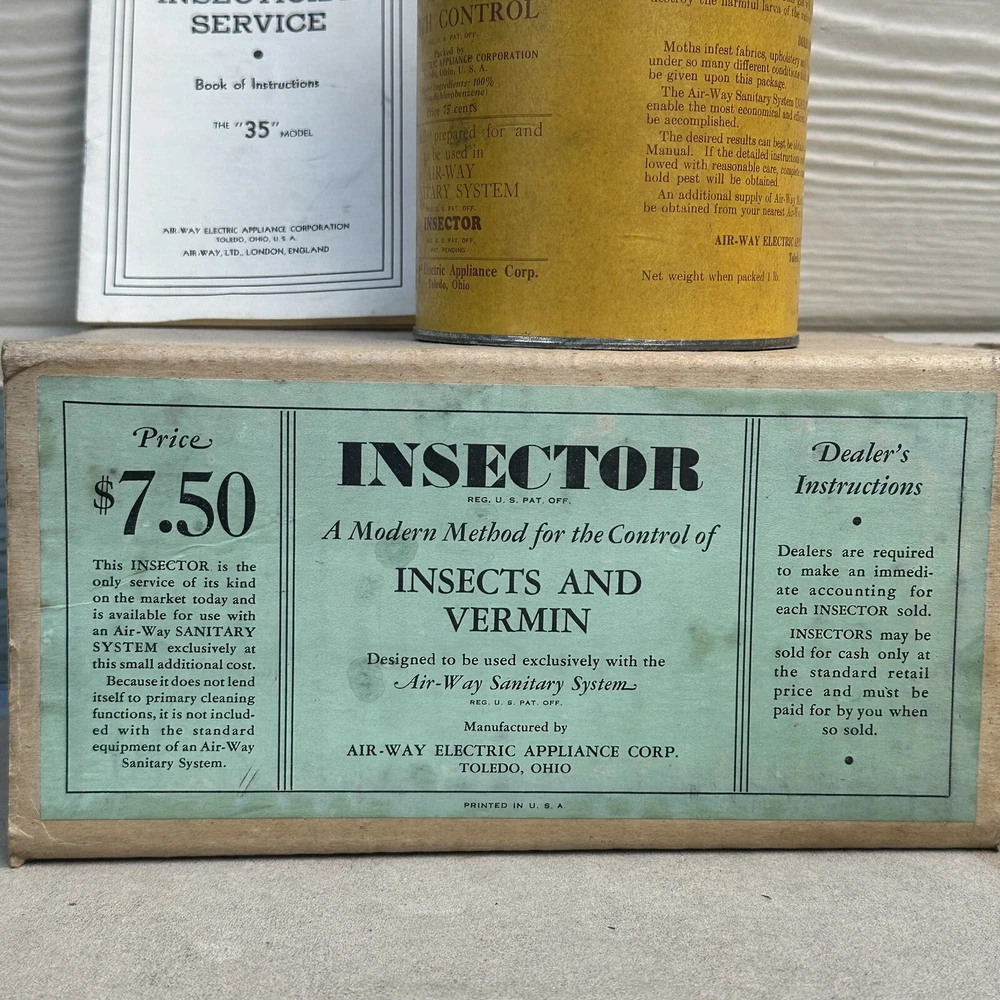 SERVICE
Book of Instructions
THE "35" MODEL
AIR-WAY ELECTRIC APPLIANCE CORPORATION
TOLEDO, OHIO, U. S. A.
AIR-WAY, LTD., LONDON, ENGLAND
CONTROL
Packed by
APPLIANCE CORPORATION
Ohio, U. S. A.
100%
75 cents
prepared for and
be used in
AIR-WAY
SYSTEM
INSECTOR
PAT. PENDING
Electric Appliance Corp.
Toledo, Ohio
destroy the harmful larva of the
Moths infest fabrics, upholstery
under so many different conditions
be given upon this package.
The Air-Way Sanitary System
enable the most economical and
be accomplished.
The desired results can best be
Manual. If the detailed
lowed with reasonable care,
hold pest will be obtained.
An additional supply of Air-Way
be obtained from your nearest
AIR-WAY
Net weight when packed 1 lb.
Price
$7.50
This INSECTOR is the
only service of its kind
on the market today and
is available for use with
an Air-Way SANITARY
SYSTEM exclusively at
this small additional cost.
Because it does not lend
itself to primary cleaning
functions, it is not includ-
ed with the standard
equipment of an Air-Way
Sanitary System.
INSECTOR
REG. U. S. PAT. OFF.
A Modern Method for the Control of
INSECTS AND
VERMIN
Designed to be used exclusively with the
Air-Way Sanitary System
REG. U. S. PAT. OFF.
Manufactured by
AIR-WAY ELECTRIC APPLIANCE CORP.
TOLEDO, OHIO
Dealer's
Instructions
Dealers are required
to make an immedi-
ate accounting for
each INSECTOR sold.
INSECTORS may be
sold for cash only at
the standard retail
price and must be
paid for by you when
so sold.
PRINTED IN U. S. A.